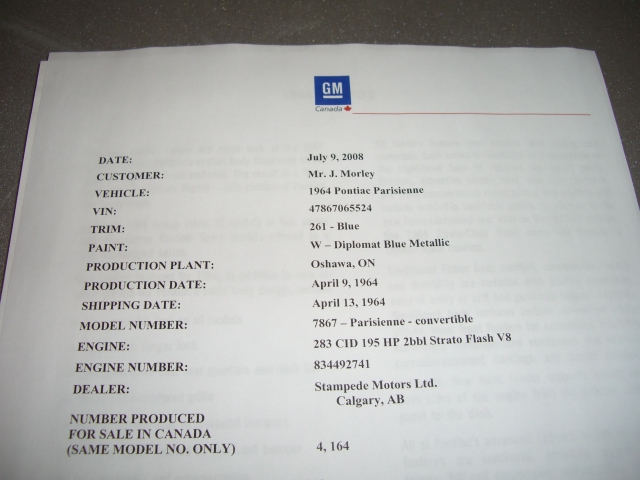 GM
Canada
DATE: July 9, 2008
CUSTOMER: Mr. J. Morley
VEHICLE: 1964 Pontiac Parisienne
VIN: 47867065524
TRIM: 261 - Blue
PAINT: W – Diplomat Blue Metallic
PRODUCTION PLANT: Oshawa, ON
PRODUCTION DATE: April 9, 1964
SHIPPING DATE: April 13, 1964
MODEL NUMBER: 7867 – Parisienne - convertible
ENGINE: 283 CID 195 HP 2bbl Strato Flash V8
ENGINE NUMBER: 834492741
DEALER: Stampede Motors Ltd.
Calgary, AB
NUMBER PRODUCED
FOR SALE IN CANADA
(SAME MODEL NO. ONLY) 4, 164